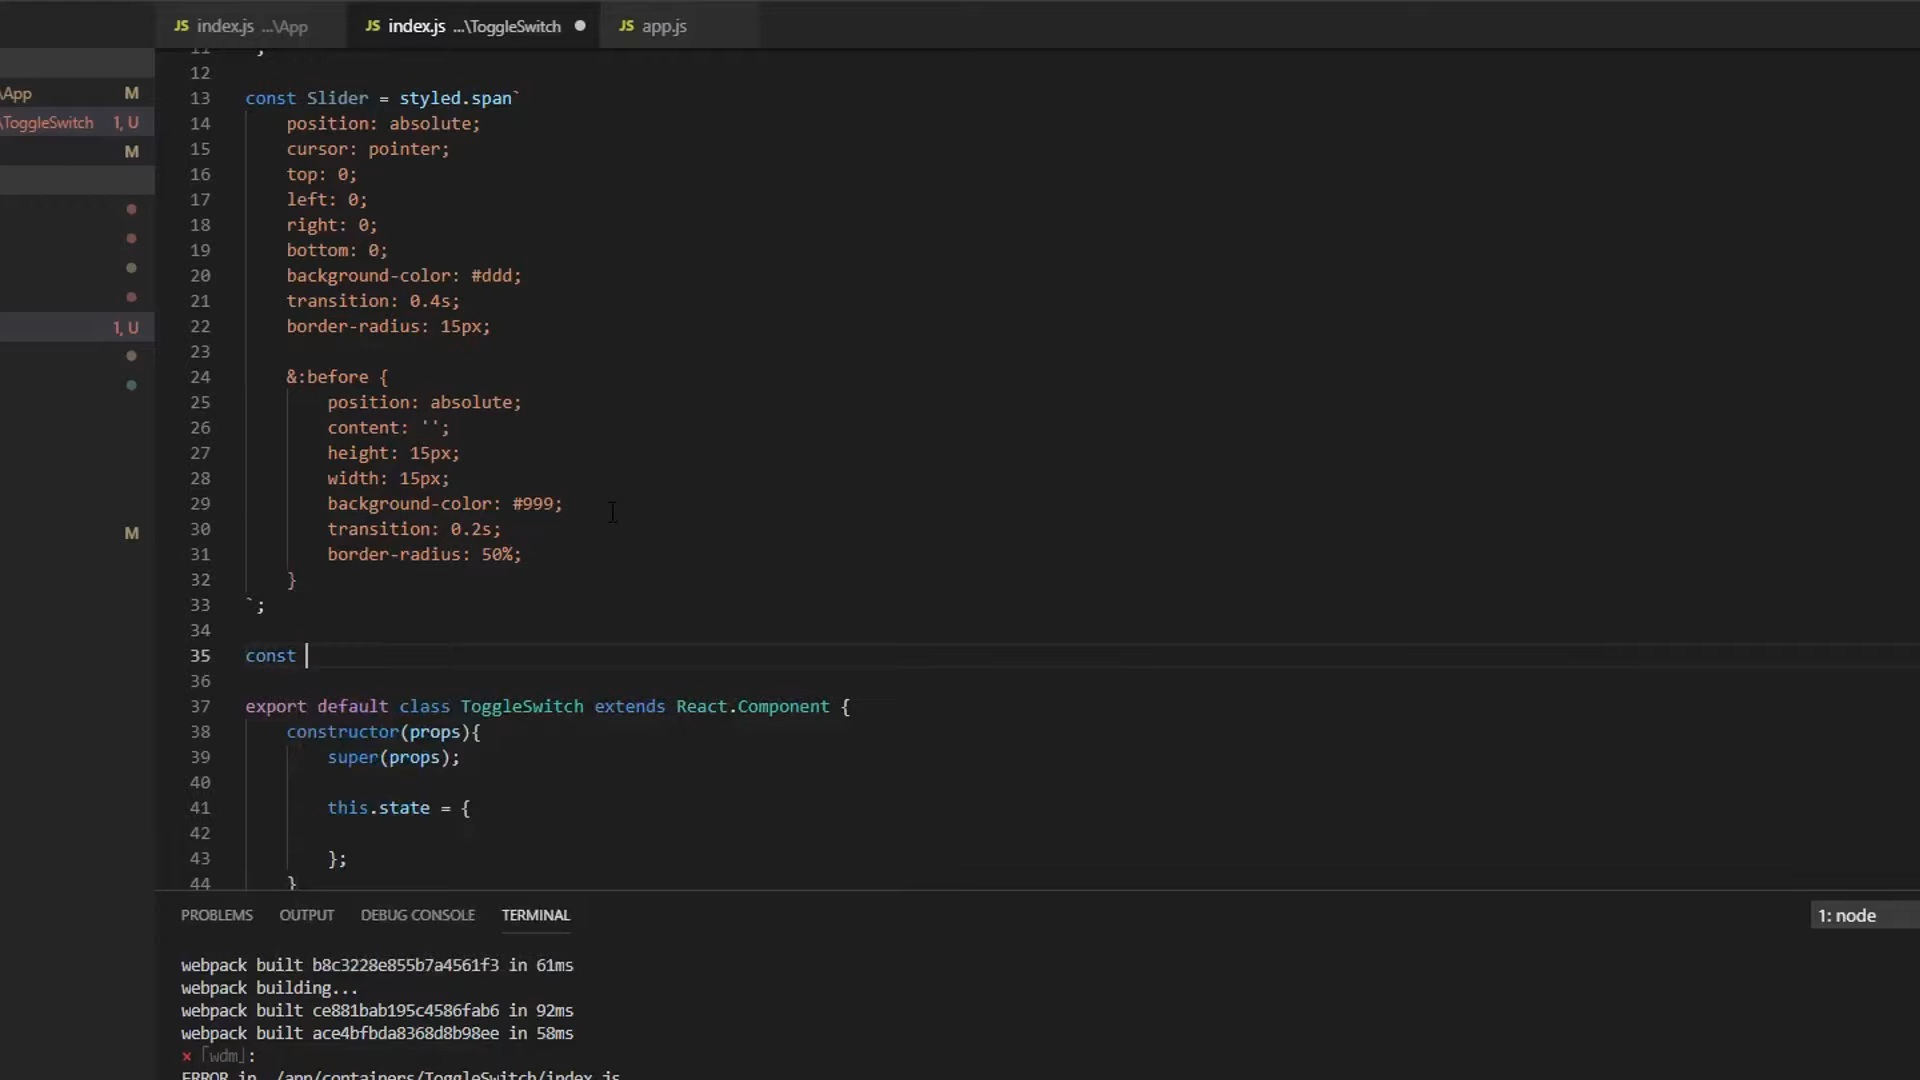 JS index.js ...\App JS index.js ...\ToggleSwitch JS app.js
\App M
\ToggleSwitch 1, U
M
1, U
M
11 `;
12
13 const Slider = styled.span`
14 position: absolute;
15 cursor: pointer;
16 top: 0;
17 left: 0;
18 right: 0;
19 bottom: 0;
20 background-color: #ddd;
21 transition: 0.4s;
22 border-radius: 15px;
23
24 &:before {
25 position: absolute;
26 content: '';
27 height: 15px;
28 width: 15px;
29 background-color: #999;
30 transition: 0.2s;
31 border-radius: 50%;
32 }
33 `;
34
35 const
36
37 export default class ToggleSwitch extends React.Component {
38 constructor(props){
39 super(props);
40
41 this.state = {
42
43 };
44 }
PROBLEMS OUTPUT DEBUG CONSOLE TERMINAL 1: node
webpack built b8c3228e855b7a4561f3 in 61ms
webpack building...
webpack built ce881bab195c4586fab6 in 92ms
webpack built ace4bfbda8368d8b98ee in 58ms
× ｢wdm｣:
ERROR in ./app/containers/ToggleSwitch/index.js